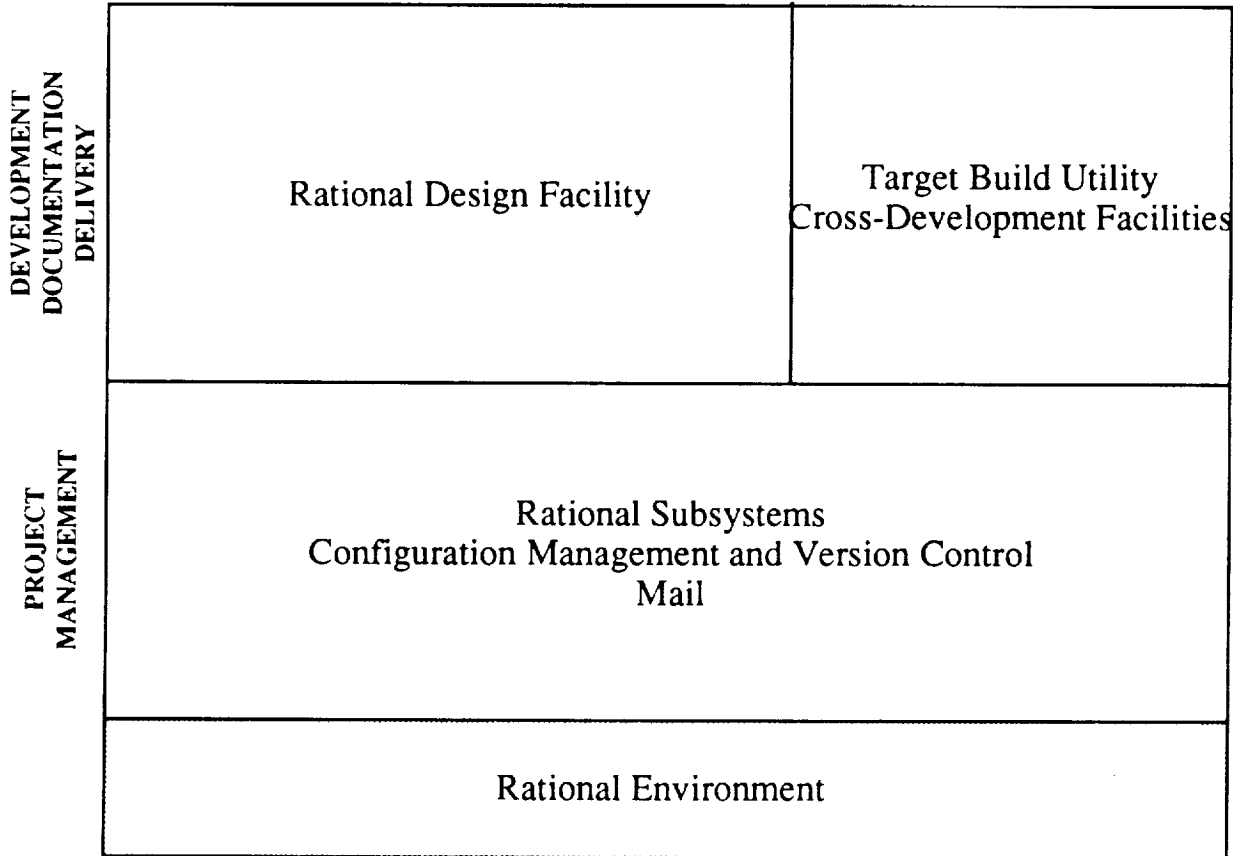 DEVELOPMENT
DOCUMENTATION
DELIVERY
Rational Design Facility
Target Build Utility
Cross-Development Facilities
PROJECT
MANAGEMENT
Rational Subsystems
Configuration Management and Version Control
Mail
Rational Environment